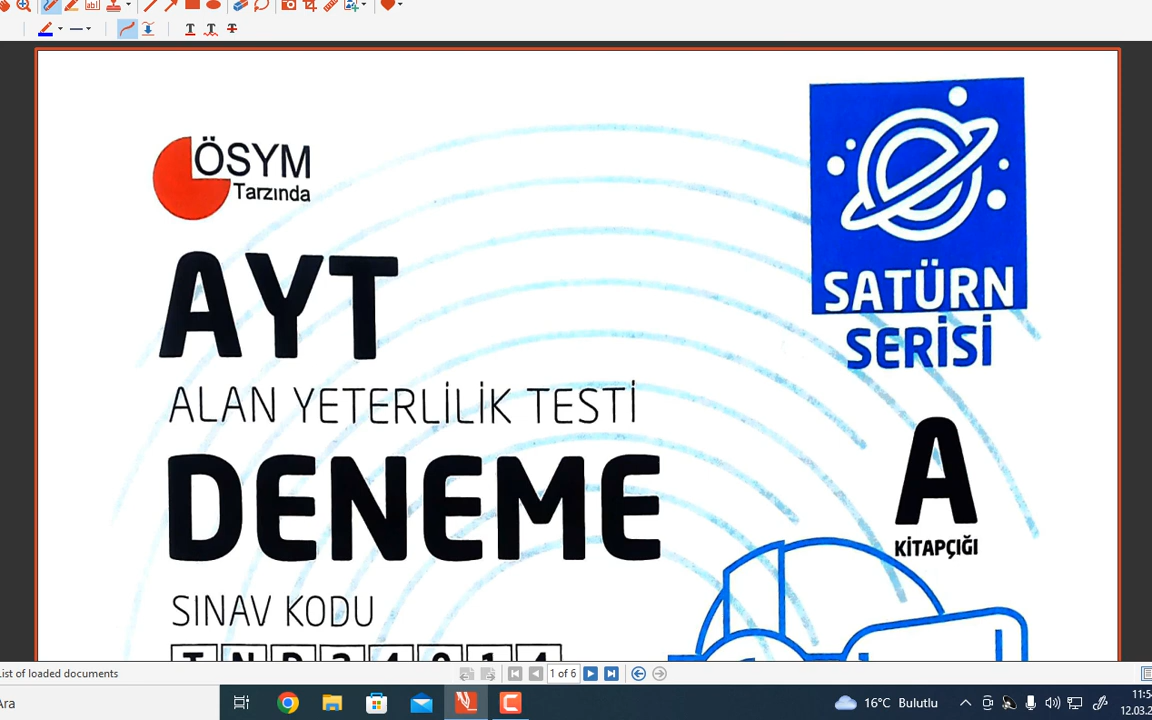 ÖSYM
Tarzında
SATÜRN
SERİSİ
AYT
ALAN YETERLİLİK TESTİ
DENEME
A
KİTAPÇIĞI
SINAV KODU
List of loaded documents
1 of 6
Ara
16°C Bulutlu